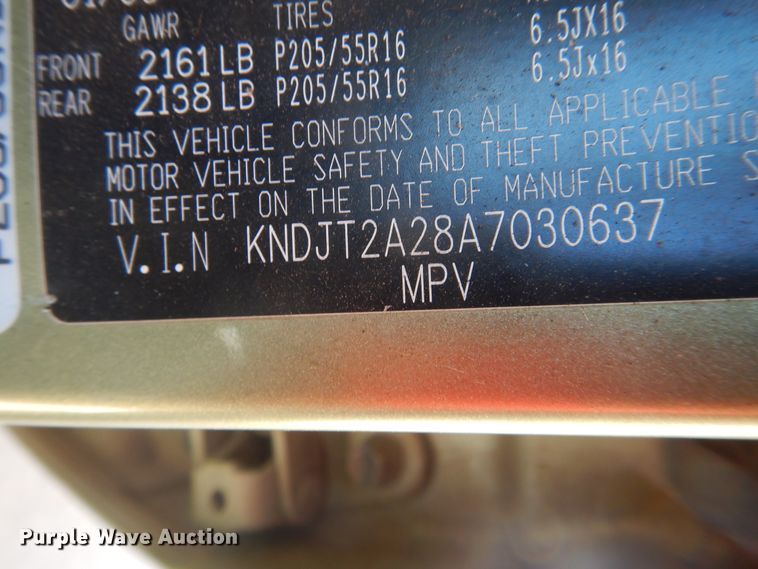 GAWR TIRES
FRONT 2161 LB P205/55R16 6.5JX16
REAR 2138 LB P205/55R16 6.5Jx16
THIS VEHICLE CONFORMS TO ALL APPLICABLE
MOTOR VEHICLE SAFETY AND THEFT PREVENTIO
IN EFFECT ON THE DATE OF MANUFACTURE S
V.I.N KNDJT2A28A7030637
MPV
Purple Wave Auction